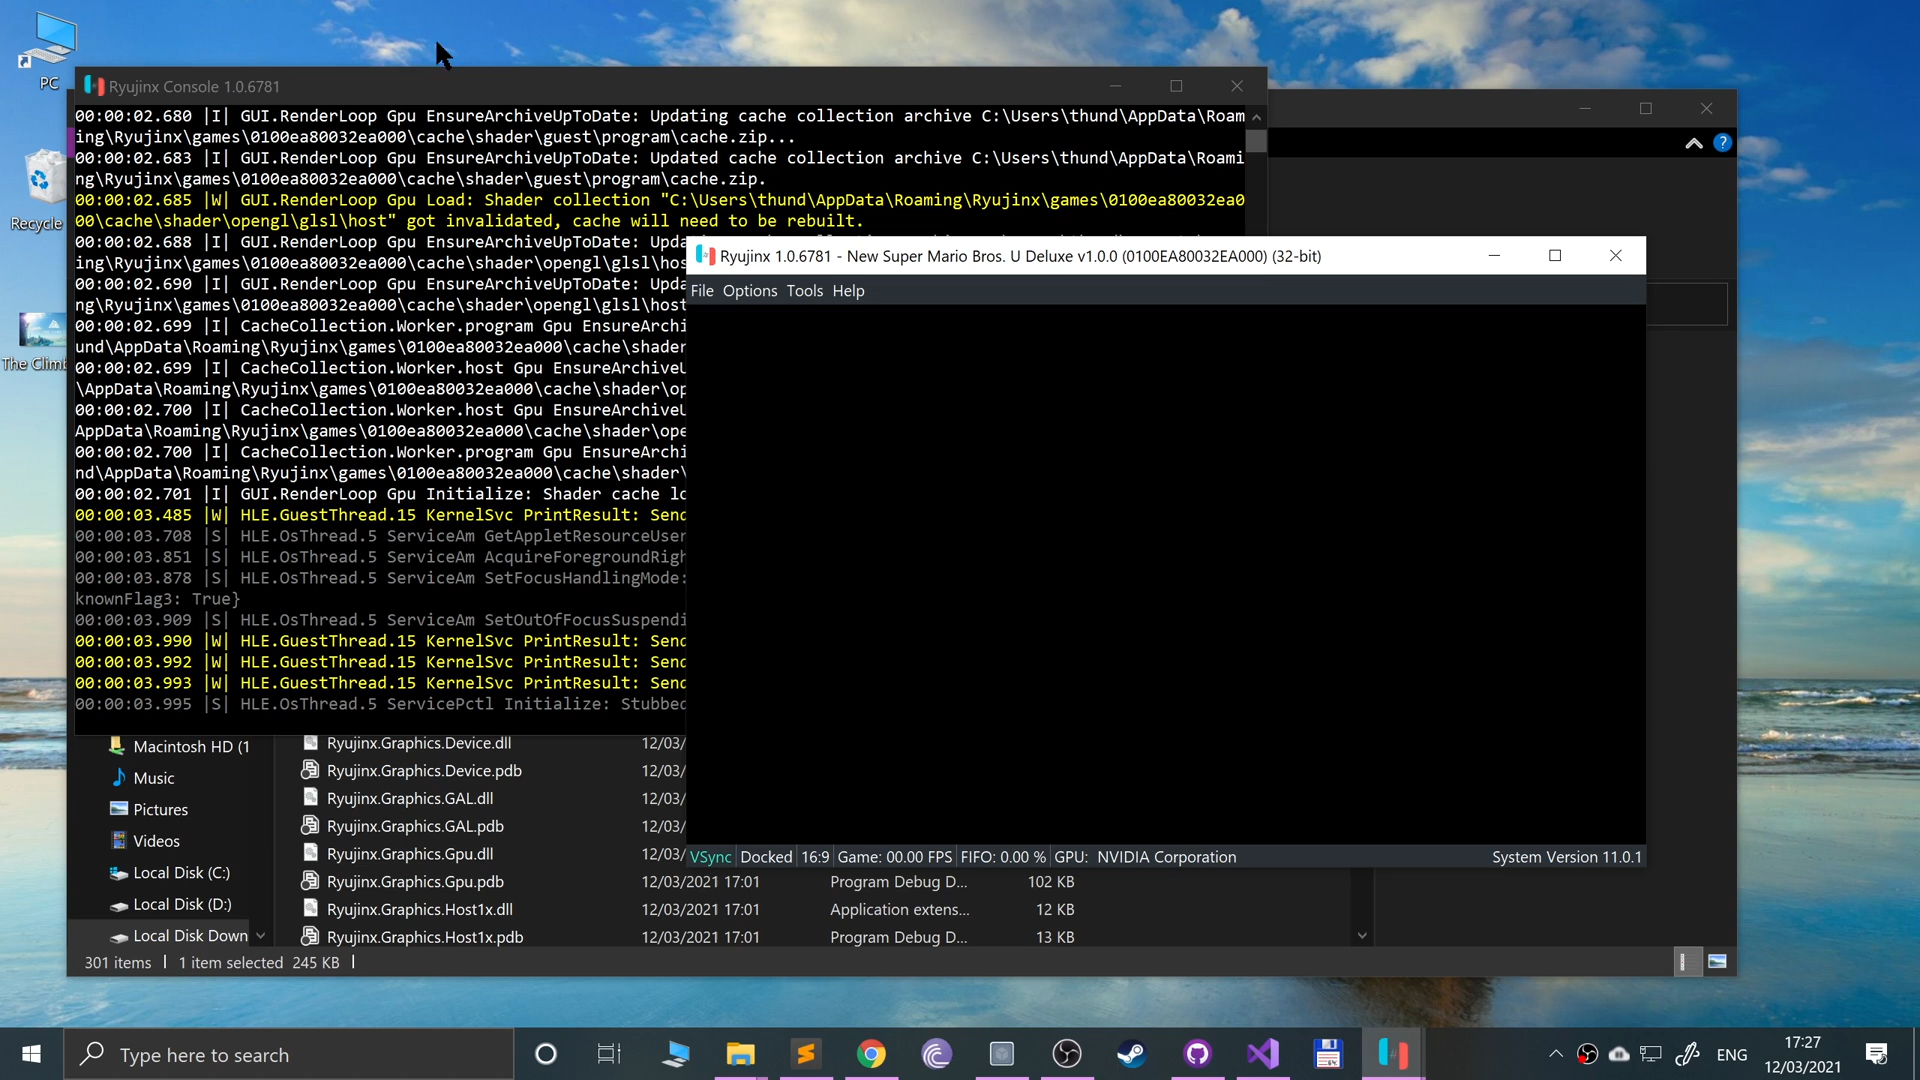 PC
Recycle
The Climb
Ryujinx Console 1.0.6781
00:00:02.680 |I| GUI.RenderLoop Gpu EnsureArchiveUpToDate: Updating cache collection archive C:\Users\thund\AppData\Roam
ing\Ryujinx\games\0100ea80032ea000\cache\shader\guest\program\cache.zip...
00:00:02.683 |I| GUI.RenderLoop Gpu EnsureArchiveUpToDate: Updated cache collection archive C:\Users\thund\AppData\Roami
ng\Ryujinx\games\0100ea80032ea000\cache\shader\guest\program\cache.zip.
00:00:02.685 |W| GUI.RenderLoop Gpu Load: Shader collection "C:\Users\thund\AppData\Roaming\Ryujinx\games\0100ea80032ea0
00\cache\shader\opengl\glsl\host" got invalidated, cache will need to be rebuilt.
00:00:02.688 |I| GUI.RenderLoop Gpu EnsureArchiveUpToDate: Upda
ing\Ryujinx\games\0100ea80032ea000\cache\shader\opengl\glsl\hos
00:00:02.690 |I| GUI.RenderLoop Gpu EnsureArchiveUpToDate: Upda
ing\Ryujinx\games\0100ea80032ea000\cache\shader\opengl\glsl\host
00:00:02.699 |I| CacheCollection.Worker.program Gpu EnsureArchi
und\AppData\Roaming\Ryujinx\games\0100ea80032ea000\cache\shader
00:00:02.699 |I| CacheCollection.Worker.host Gpu EnsureArchiveU
\AppData\Roaming\Ryujinx\games\0100ea80032ea000\cache\shader\op
00:00:02.700 |I| CacheCollection.Worker.host Gpu EnsureArchiveU
AppData\Roaming\Ryujinx\games\0100ea80032ea000\cache\shader\ope
00:00:02.700 |I| CacheCollection.Worker.program Gpu EnsureArchi
nd\AppData\Roaming\Ryujinx\games\0100ea80032ea000\cache\shader\
00:00:02.701 |I| GUI.RenderLoop Gpu Initialize: Shader cache lo
00:00:03.485 |W| HLE.GuestThread.15 KernelSvc PrintResult: Send
00:00:03.708 |S| HLE.OsThread.5 ServiceAm GetAppletResourceUser
00:00:03.851 |S| HLE.OsThread.5 ServiceAm AcquireForegroundRigh
00:00:03.878 |S| HLE.OsThread.5 ServiceAm SetFocusHandlingMode:
knownFlag3: True}
00:00:03.909 |S| HLE.OsThread.5 ServiceAm SetOutOfFocusSuspendi
00:00:03.990 |W| HLE.GuestThread.15 KernelSvc PrintResult: Send
00:00:03.992 |W| HLE.GuestThread.15 KernelSvc PrintResult: Send
00:00:03.993 |W| HLE.GuestThread.15 KernelSvc PrintResult: Send
00:00:03.995 |S| HLE.OsThread.5 ServicePctl Initialize: Stubbed
Ryujinx 1.0.6781 - New Super Mario Bros. U Deluxe v1.0.0 (0100EA80032EA000) (32-bit)
File Options Tools Help
VSync Docked 16:9 Game: 00.00 FPS FIFO: 0.00 % GPU: NVIDIA Corporation System Version 11.0.1
Macintosh HD (1
Music
Pictures
Videos
Local Disk (C:)
Local Disk (D:)
Local Disk Down
Ryujinx.Graphics.Device.dll 12/03/
Ryujinx.Graphics.Device.pdb 12/03/
Ryujinx.Graphics.GAL.dll 12/03/
Ryujinx.Graphics.GAL.pdb 12/03/
Ryujinx.Graphics.Gpu.dll 12/03/
Ryujinx.Graphics.Gpu.pdb 12/03/2021 17:01 Program Debug D... 102 KB
Ryujinx.Graphics.Host1x.dll 12/03/2021 17:01 Application extens... 12 KB
Ryujinx.Graphics.Host1x.pdb 12/03/2021 17:01 Program Debug D... 13 KB
301 items 1 item selected 245 KB
Type here to search
ENG
17:27
12/03/2021